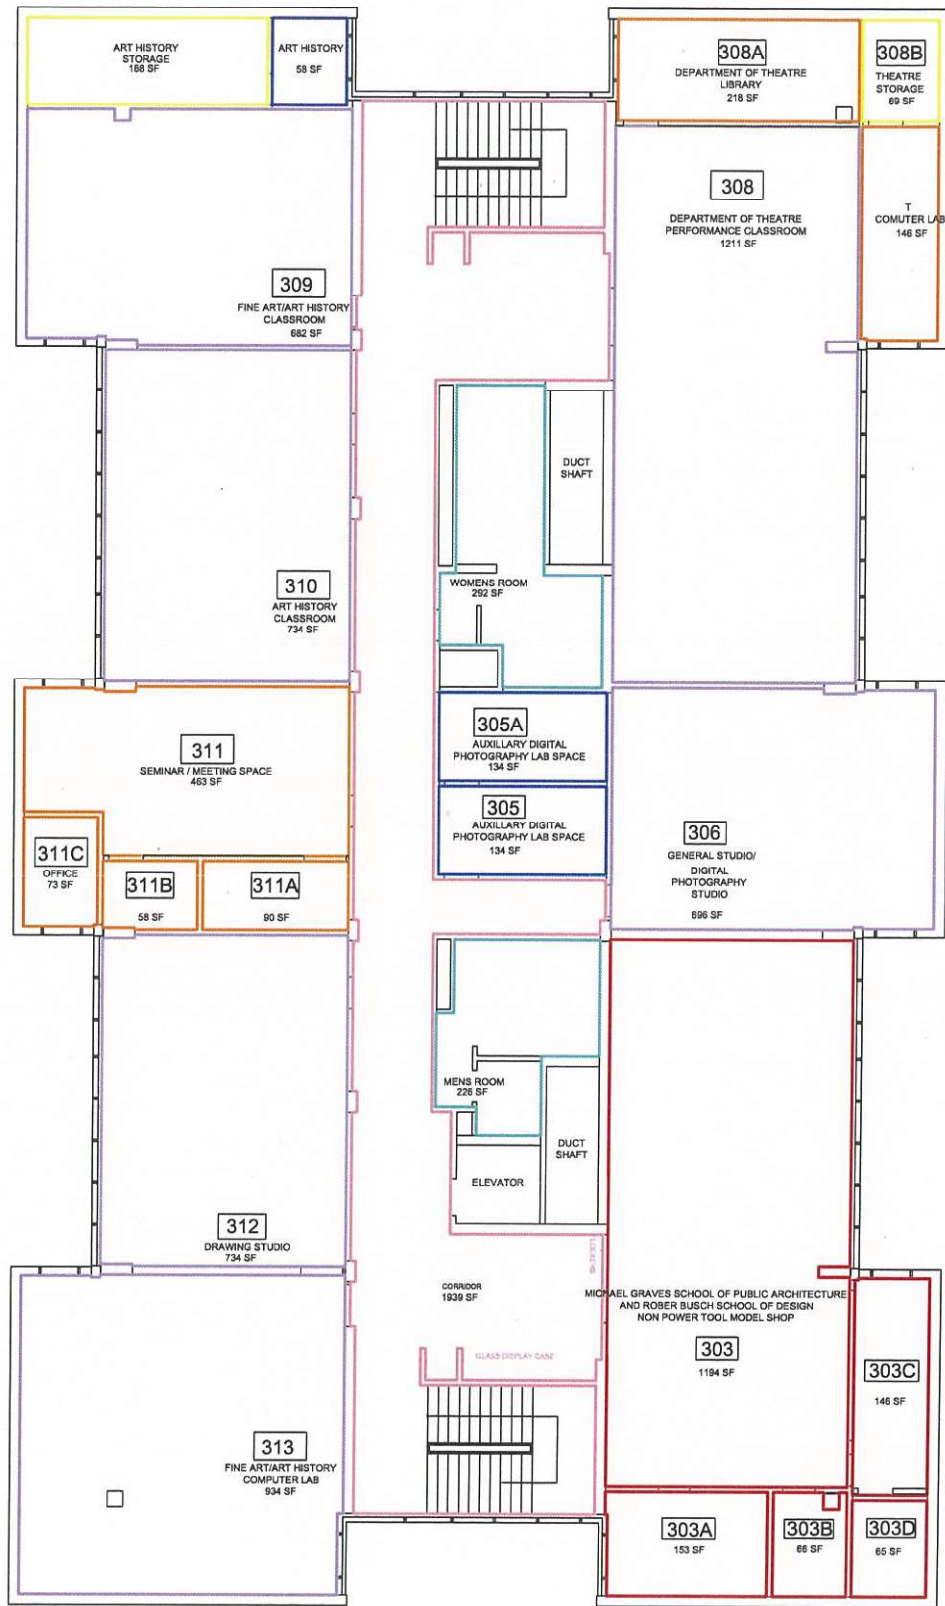 ART HISTORY
STORAGE
188 SF
ART HISTORY
58 SF
308A
DEPARTMENT OF THEATRE
LIBRARY
218 SF
308B
THEATRE
STORAGE
69 SF
308
DEPARTMENT OF THEATRE
PERFORMANCE CLASSROOM
1211 SF
T
COMUTER LAB
146 SF
309
FINE ART/ART HISTORY
CLASSROOM
682 SF
DUCT
SHAFT
310
ART HISTORY
CLASSROOM
734 SF
WOMENS ROOM
292 SF
311
SEMINAR / MEETING SPACE
463 SF
305A
AUXILLARY DIGITAL
PHOTOGRAPHY LAB SPACE
134 SF
305
AUXILLARY DIGITAL
PHOTOGRAPHY LAB SPACE
134 SF
306
GENERAL STUDIO/
DIGITAL
PHOTOGRAPHY
STUDIO
896 SF
311C
OFFICE
73 SF
311B
58 SF
311A
90 SF
MENS ROOM
226 SF
DUCT
SHAFT
ELEVATOR
312
DRAWING STUDIO
734 SF
LOCKERS
CORRIDOR
1939 SF
GLASS DISPLAY CASE
MICHAEL GRAVES SCHOOL OF PUBLIC ARCHITECTURE
AND ROBER BUSCH SCHOOL OF DESIGN
NON POWER TOOL MODEL SHOP
303
1194 SF
303C
146 SF
313
FINE ART/ART HISTORY
COMPUTER LAB
934 SF
303A
153 SF
303B
66 SF
303D
65 SF